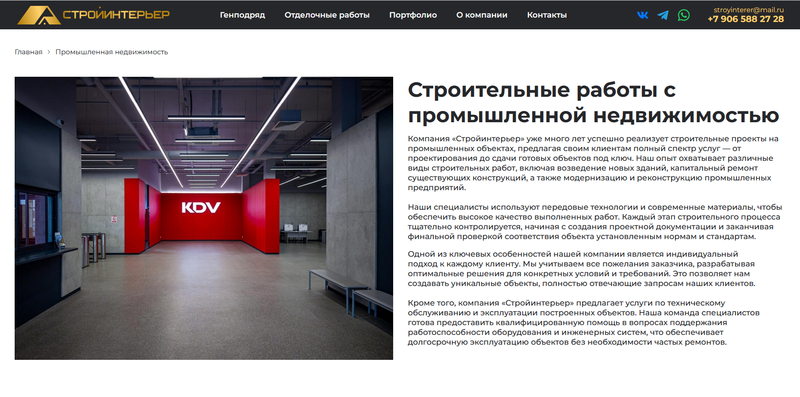 СТРОЙИНТЕРЬЕР
Генподряд
Отделочные работы
Портфолио
О компании
Контакты
stroyinterer@mail.ru
+7 906 588 27 28
Главная > Промышленная недвижимость
KDV
Строительные работы с
промышленной недвижимостью
Компания «Стройинтерьер» уже много лет успешно реализует строительные проекты на
промышленных объектах, предлагая своим клиентам полный спектр услуг — от
проектирования до сдачи готовых объектов под ключ. Наш опыт охватывает различные
виды строительных работ, включая возведение новых зданий, капитальный ремонт
существующих конструкций, а также модернизацию и реконструкцию промышленных
предприятий.
Наши специалисты используют передовые технологии и современные материалы, чтобы
обеспечить высокое качество выполненных работ. Каждый этап строительного процесса
тщательно контролируется, начиная с создания проектной документации и заканчивая
финальной проверкой соответствия объекта установленным нормам и стандартам.
Одной из ключевых особенностей нашей компании является индивидуальный
подход к каждому клиенту. Мы учитываем все пожелания заказчика, разрабатывая
оптимальные решения для конкретных условий и требований. Это позволяет нам
создавать уникальные объекты, полностью отвечающие запросам наших клиентов.
Кроме того, компания «Стройинтерьер» предлагает услуги по техническому
обслуживанию и эксплуатации построенных объектов. Наша команда специалистов
готова предоставить квалифицированную помощь в вопросах поддержания
работоспособности оборудования и инженерных систем, что обеспечивает
долгосрочную эксплуатацию объектов без необходимости частых ремонтов.